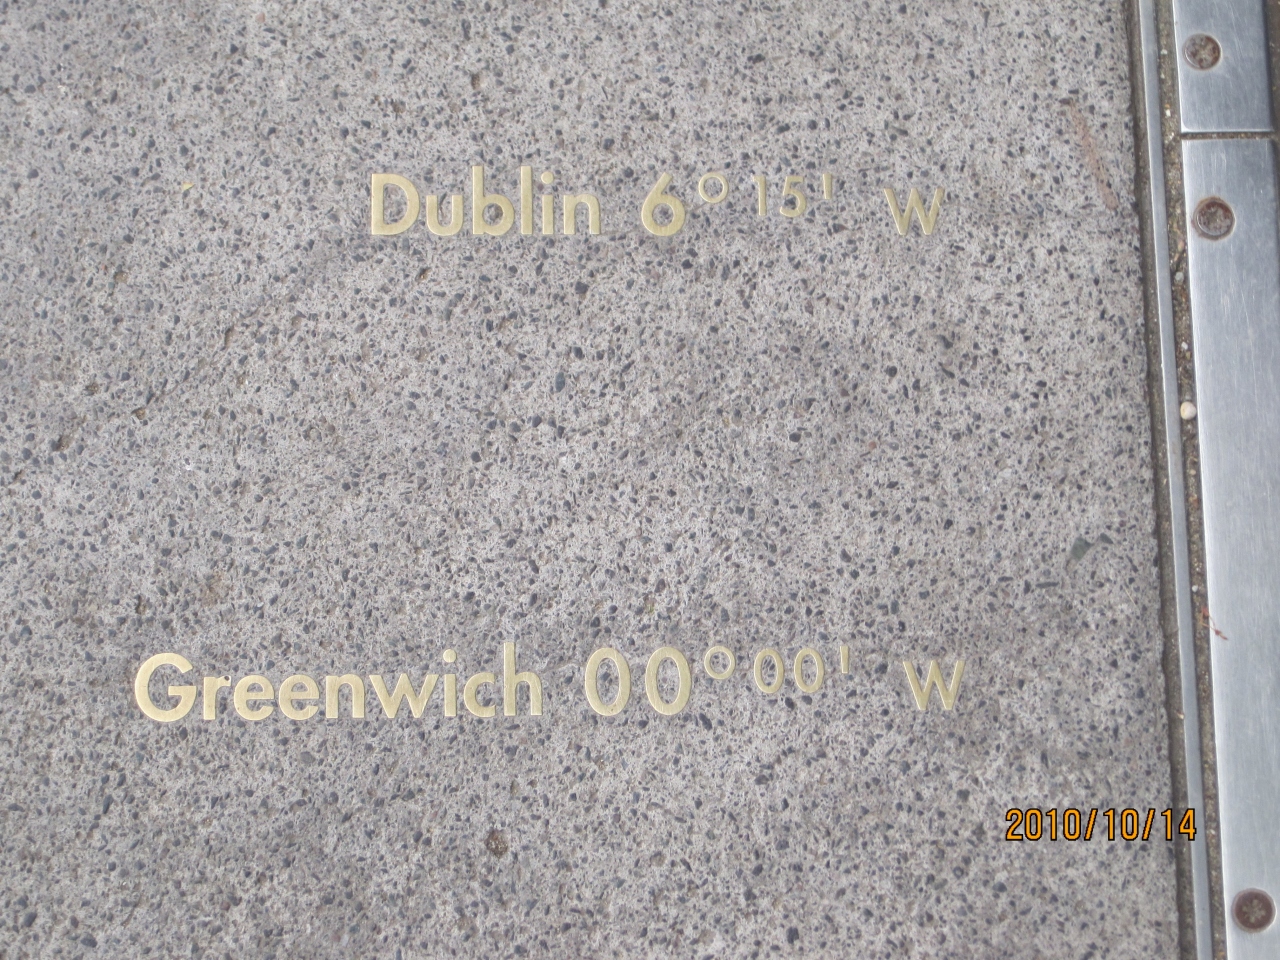 Dublin 6° 15' W
Greenwich 00° 00' W
2010/10/14